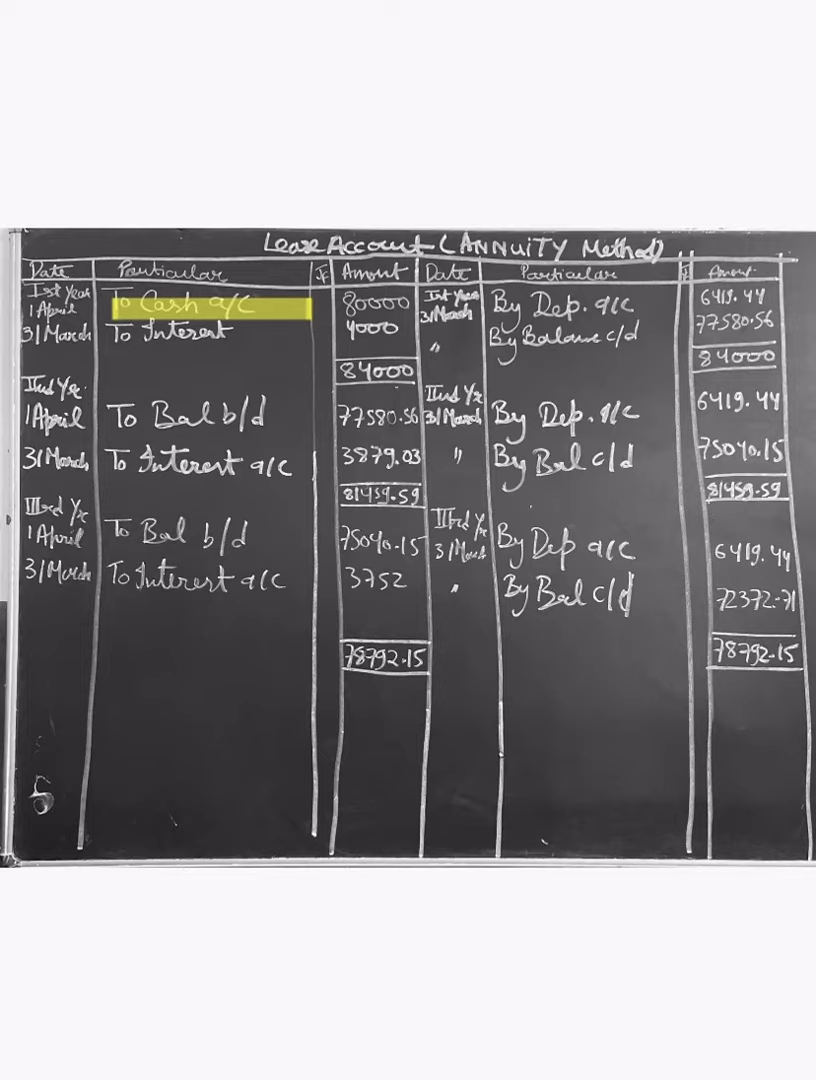 Lease Account (ANNUITY Method)
Date Particular JF Amount Date Particular JF Amount
Ist Year Ist Year 6419.44
1 April To Cash a/c 80000 31 March By Dep. a/c 77580.56
31 March To Interest 4000 " By Balance c/d
84000 84000
IInd Yr. IInd Yr 6419.44
1 April To Bal b/d 77580.56 31 March By Dep. a/c
31 March To Interest a/c 3879.03 " By Bal c/d 75040.15
81459.59 81459.59
IIIrd Yr IIIrd Yr
1 April To Bal b/d 75040.15 31 March By Dep a/c 6419.44
31 March To Interest a/c 3752 " By Bal c/d 72372.71
78792.15 78792.15